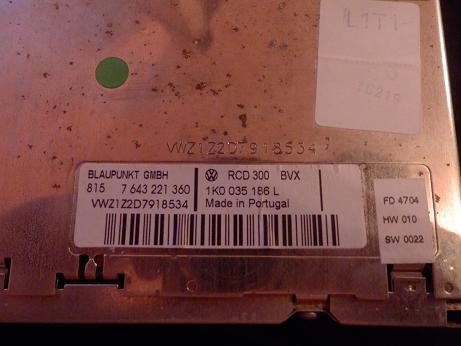 L1T1-
VWZ1Z2D7918534
BLAUPUNKT GMBH
815 7 643 221 360
VWZ1Z2D7918534
RCD 300 BVX
1K0 035 186 L
Made in Portugal
FD 4704
HW 010
SW 0022